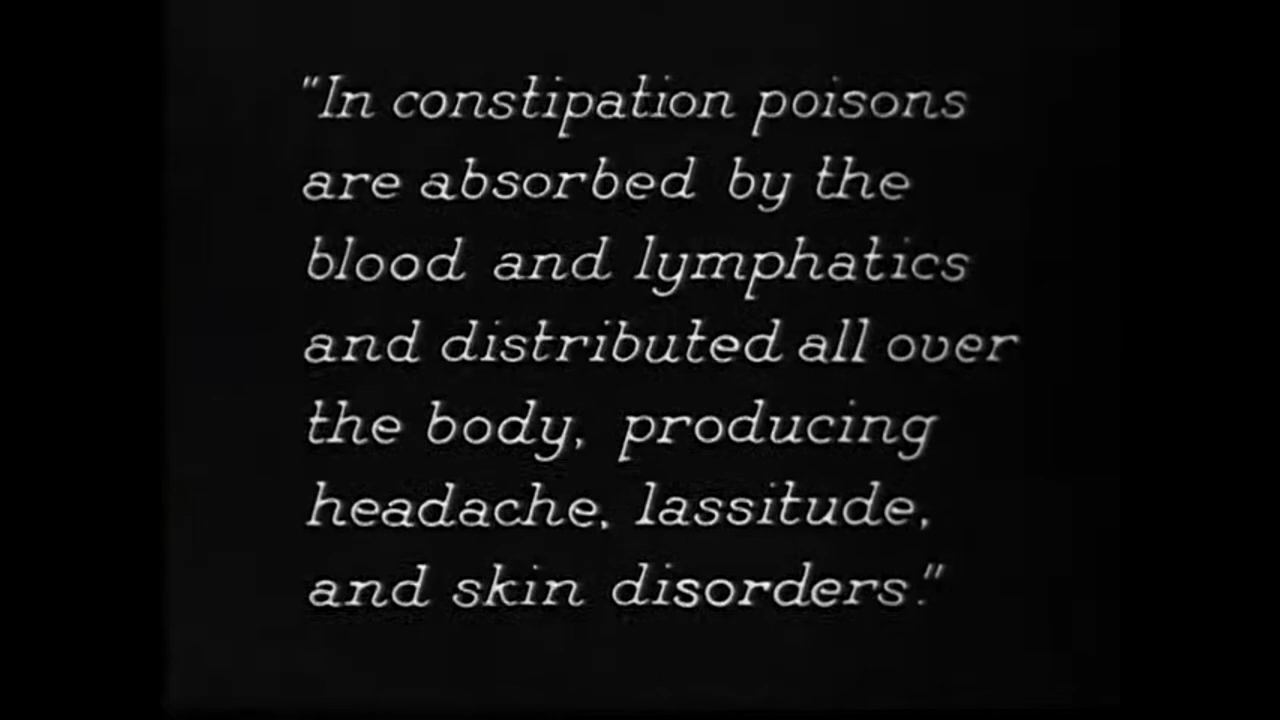 "In constipation poisons
are absorbed by the
blood and lymphatics
and distributed all over
the body, producing
headache, lassitude,
and skin disorders."